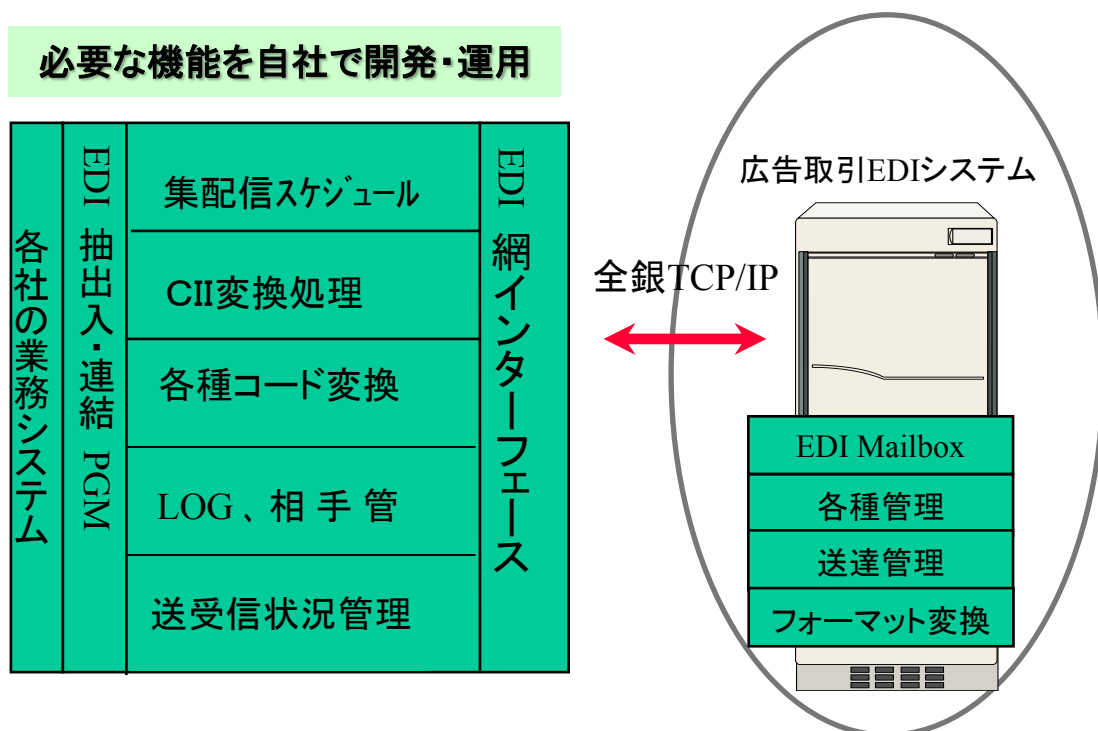 必要な機能を自社で開発・運用
各社の業務システム
EDI 抽出入・連結 PGM
集配信ｽｹｼﾞｭｰﾙ
CII変換処理
各種コード変換
LOG 、相 手 管
送受信状況管理
EDI 網インターフェース
全銀TCP/IP
広告取引EDIシステム
EDI Mailbox
各種管理
送達管理
フォーマット変換